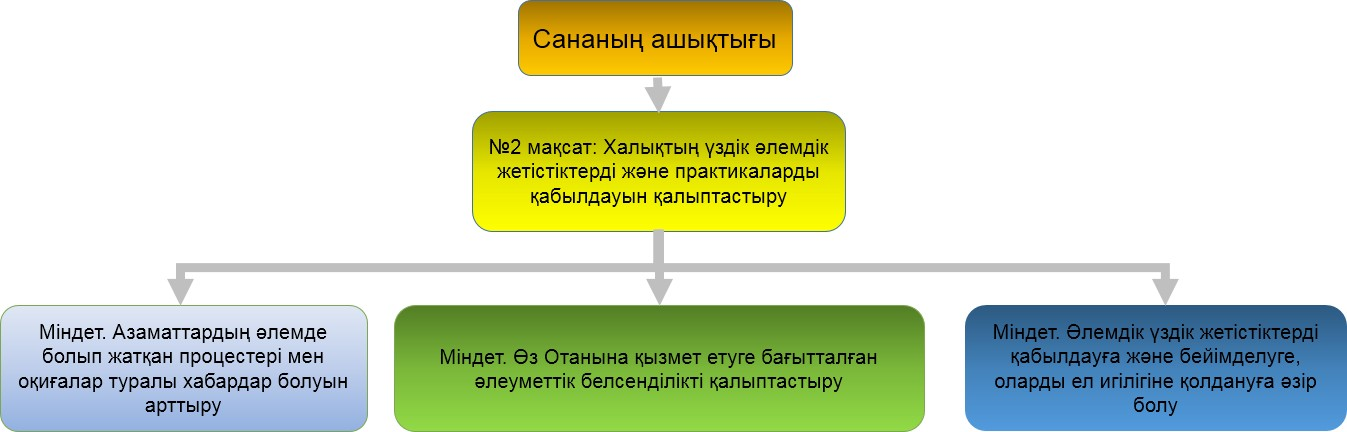 Сананың ашықтығы
№2 мақсат: Халықтың үздік әлемдік
жетістіктерді және практикаларды
қабылдауын қалыптастыру
Міндет. Азаматтардың әлемде
болып жатқан процестері мен
оқиғалар туралы хабардар болуын
арттыру
Міндет. Өз Отанына қызмет етуге бағытталған
әлеуметтік белсенділікті қалыптастыру
Міндет. Әлемдік үздік жетістіктерді
қабылдауға және бейімделуге,
оларды ел игілігіне қолдануға әзір
болу